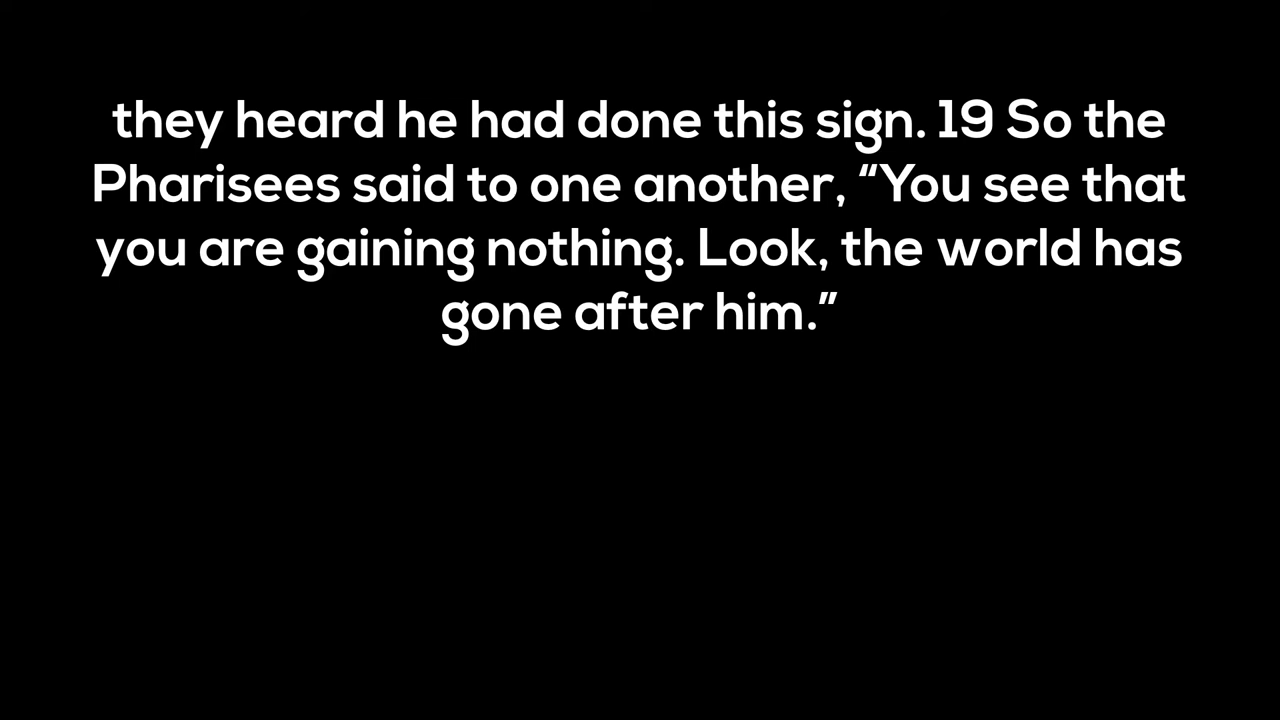 they heard he had done this sign. 19 So the
Pharisees said to one another, “You see that
you are gaining nothing. Look, the world has
gone after him.”